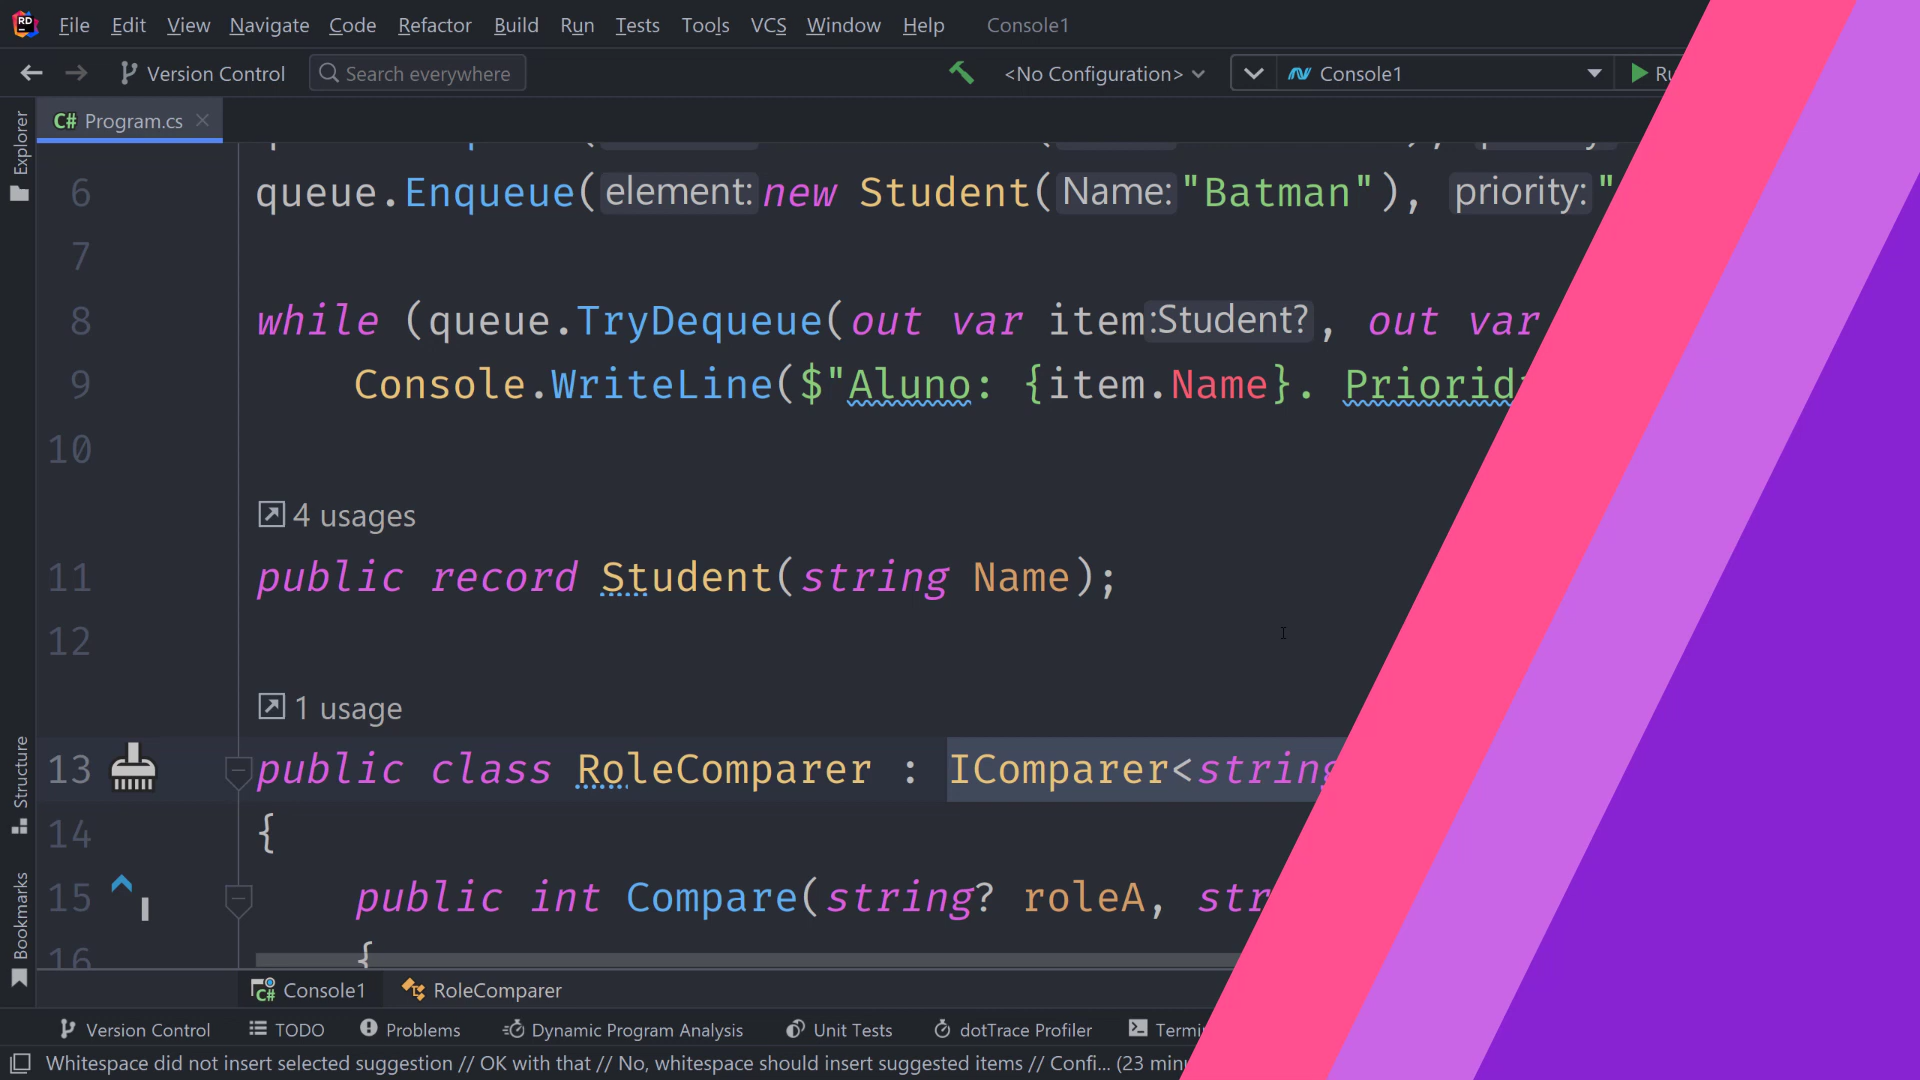 RD File Edit View Navigate Code Refactor Build Run Tests Tools VCS Window Help Console1
Version Control Search everywhere <No Configuration> Console1
Explorer
C# Program.cs
6 queue.Enqueue( element: new Student( Name: "Batman"), priority: "
7
8 while (queue.TryDequeue(out var item :Student? , out var
9 Console.WriteLine($"Aluno: {item.Name}. Priorid
10
4 usages
11 public record Student(string Name);
12
1 usage
13 public class RoleComparer : IComparer<string
14 {
15 public int Compare(string? roleA, str
16 {
Structure
Bookmarks
C# Console1 RoleComparer
Version Control TODO Problems Dynamic Program Analysis Unit Tests dotTrace Profiler Termi
Whitespace did not insert selected suggestion // OK with that // No, whitespace should insert suggested items // Confi... (23 min